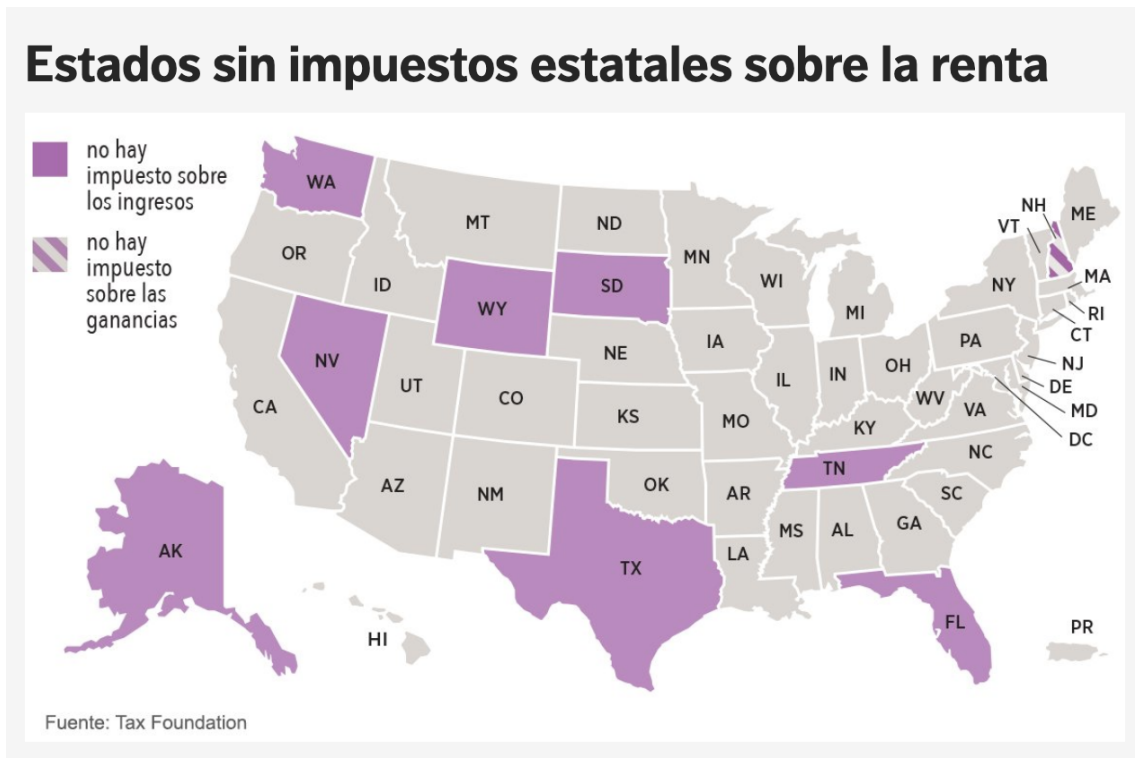 Estados sin impuestos estatales sobre la renta
no hay
impuesto sobre
los ingresos
no hay
impuesto
sobre las
ganancias
WA
MT
ND
MN
OR
ID
WY
SD
WI
MI
NH
VT
ME
NY
MA
RI
CT
NV
UT
CO
NE
IA
IL
IN
OH
PA
NJ
DE
MD
DC
CA
KS
MO
KY
WV
VA
AZ
NM
OK
AR
TN
NC
SC
MS
AL
GA
LA
TX
FL
AK
HI
PR
Fuente: Tax Foundation